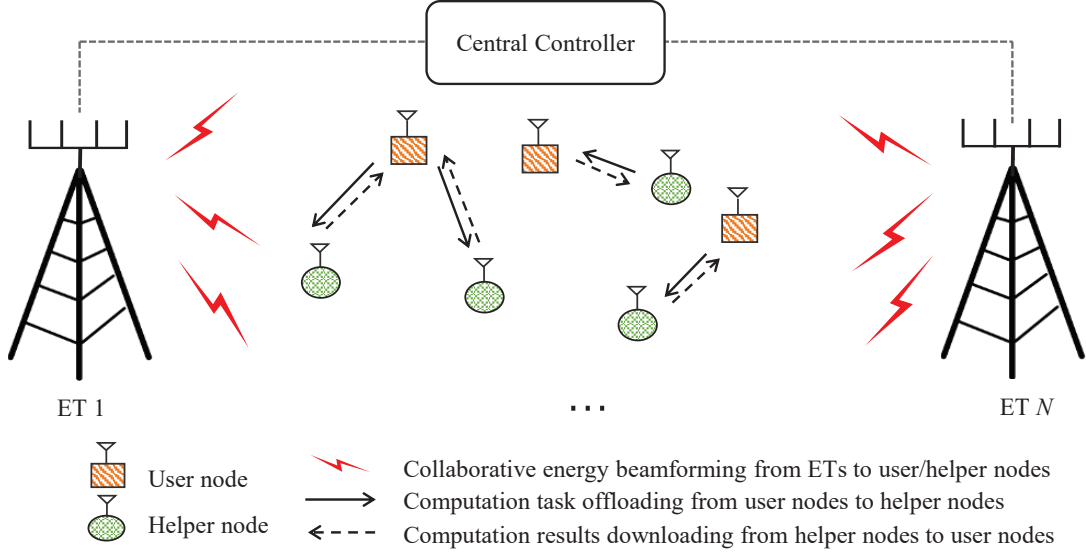 Central Controller
ET 1
ET N
...
User node
Helper node
Collaborative energy beamforming from ETs to user/helper nodes
Computation task offloading from user nodes to helper nodes
Computation results downloading from helper nodes to user nodes